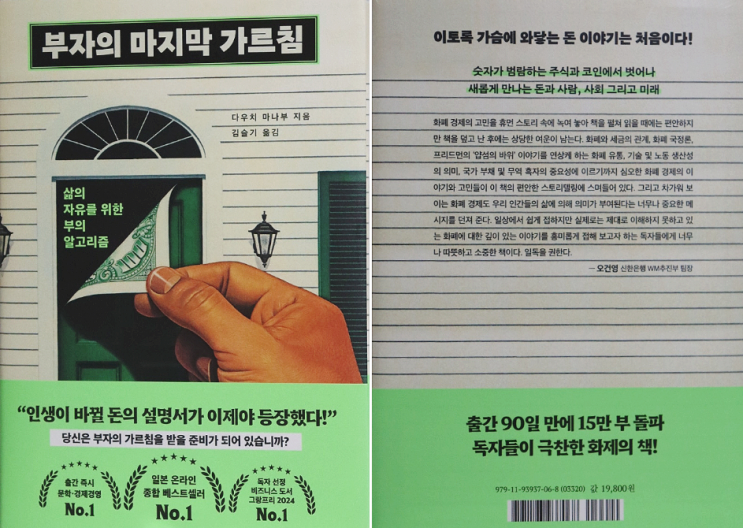 부자의 마지막 가르침
다우치 마나부 지음
김슬기 옮김
삶의
자유를 위한
부의
알고리즘
“인생이 바뀔 돈의 설명서가 이제야 등장했다!”
당신은 부자의 가르침을 받을 준비가 되어 있습니까?
출간 즉시
문학·경제경영
No.1
일본 온라인
종합 베스트셀러
No.1
독자 선정
비즈니스 도서
그랑프리 2024
No.1
이토록 가슴에 와닿는 돈 이야기는 처음이다!
숫자가 범람하는 주식과 코인에서 벗어나
새롭게 만나는 돈과 사람, 사회 그리고 미래
화폐 경제의 고민을 휴먼 스토리 속에 녹여 놓아 책을 펼쳐 읽을 때에는 편안하지
만 책을 덮고 난 후에는 상당한 여운이 남는다. 화폐와 세금의 관계, 화폐 국정론,
프리드먼의 '얍섬의 바위' 이야기를 연상케 하는 화폐 유통, 기술 및 노동 생산성
의 의미, 국가 부채 및 무역 흑자의 중요성에 이르기까지 심오한 화폐 경제의 이
야기와 고민들이 이 책의 편안한 스토리텔링에 스며들어 있다. 그리고 차가워 보
이는 화폐 경제도 우리 인간들의 삶에 의해 의미가 부여된다는 너무나 중요한 메
시지를 던져 준다. 일상에서 쉽게 접하지만 실제로는 제대로 이해하지 못하고 있
는 화폐에 대한 깊이 있는 이야기를 흥미롭게 접해 보고자 하는 독자들에게 너무
나 따뜻하고 소중한 책이다. 일독을 권한다.
— 오건영 신한은행 WM추진부 팀장
출간 90일 만에 15만 부 돌파
독자들이 극찬한 화제의 책!
979-11-93937-06-8 (03320) 값 19,800원